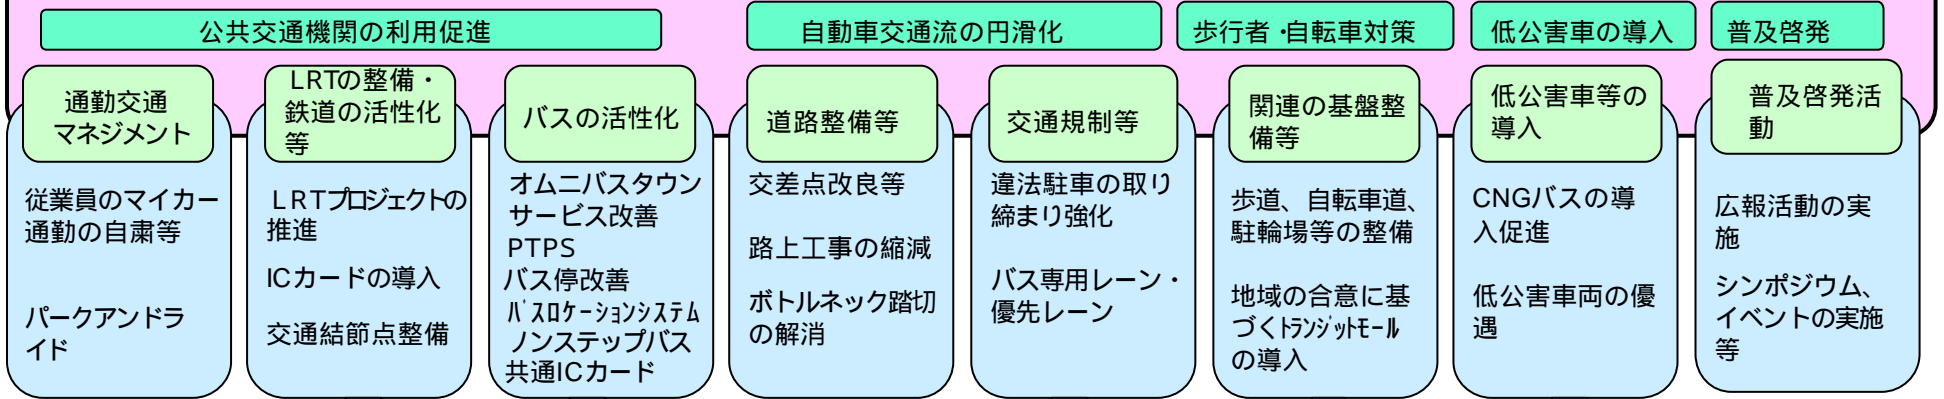 公共交通機関の利用促進
自動車交通流の円滑化
歩行者・自転車対策
低公害車の導入
普及啓発
通勤交通
マネジメント
従業員のマイカー
通勤の自粛等
パークアンドラ
イド
LRTの整備・
鉄道の活性化
等
LRTプロジェクトの
推進
ICカードの導入
交通結節点整備
バスの活性化
オムニバスタウン
サービス改善
PTPS
バス停改善
ﾊﾞｽﾛｹｰｼｮﾝｼｽﾃﾑ
ノンステップバス
共通ICカード
道路整備等
交差点改良等
路上工事の縮減
ボトルネック踏切
の解消
交通規制等
違法駐車の取り
締まり強化
バス専用レーン・
優先レーン
関連の基盤整
備等
歩道、自転車道、
駐輪場等の整備
地域の合意に基
づくﾄﾗﾝｼﾞｯﾄﾓｰﾙ
の導入
低公害車等の
導入
CNGバスの導
入促進
低公害車両の優
遇
普及啓発活
動
広報活動の実
施
シンポジウム、
イベントの実施
等